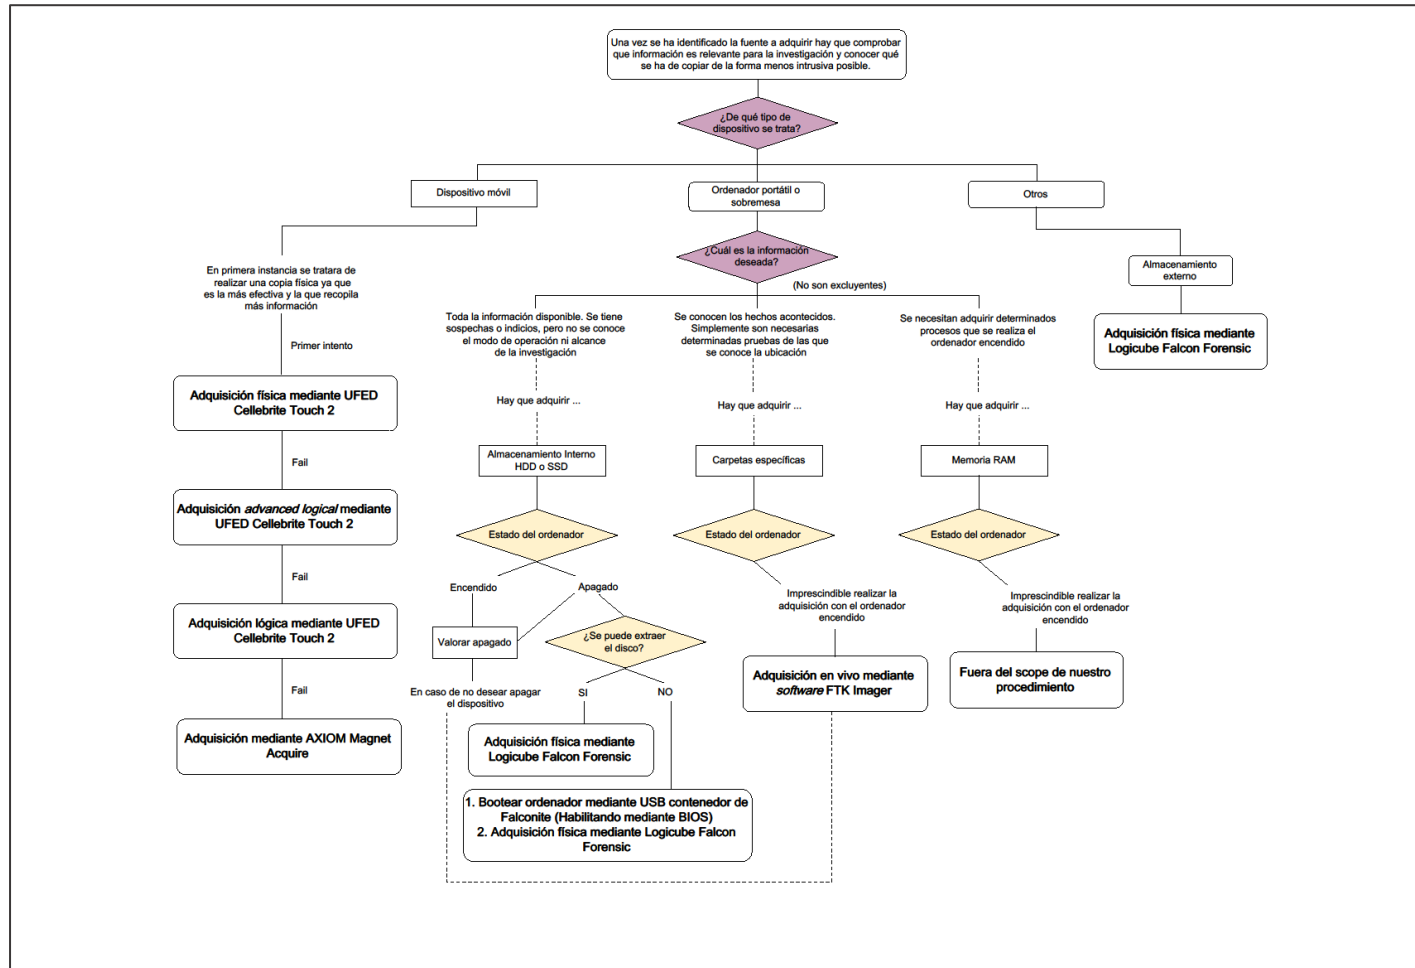 Una vez se ha identificado la fuente a adquirir hay que comprobar
que información es relevante para la investigación y conocer qué
se ha de copiar de la forma menos intrusiva posible.
¿De qué tipo de
dispositivo se trata?
Dispositivo móvil
Ordenador portátil o
sobremesa
Otros
¿Cuál es la información
deseada?
(No son excluyentes)
En primera instancia se tratara de
realizar una copia física ya que
es la más efectiva y la que recopila
más información
Primer intento
Adquisición física mediante UFED
Cellebrite Touch 2
Fail
Adquisición advanced logical mediante
UFED Cellebrite Touch 2
Fail
Adquisición lógica mediante UFED
Cellebrite Touch 2
Fail
Adquisición mediante AXIOM Magnet
Acquire
Toda la información disponible. Se tiene
sospechas o indicios, pero no se conoce
el modo de operación ni alcance
de la investigación
Hay que adquirir ...
Almacenamiento Interno
HDD o SSD
Estado del ordenador
Encendido
Apagado
Valorar apagado
¿Se puede extraer
el disco?
En caso de no desear apagar
el dispositivo
SI
NO
Adquisición física mediante
Logicube Falcon Forensic
1. Bootear ordenador mediante USB contenedor de
Falconite (Habilitando mediante BIOS)
2. Adquisición física mediante Logicube Falcon
Forensic
Se conocen los hechos acontecidos.
Simplemente son necesarias
determinadas pruebas de las que
se conoce la ubicación
Hay que adquirir ...
Carpetas específicas
Estado del ordenador
Imprescindible realizar la
adquisición con el ordenador
encendido
Adquisición en vivo mediante
software FTK Imager
Se necesitan adquirir determinados
procesos que se realiza el
ordenador encendido
Hay que adquirir ...
Memoria RAM
Estado del ordenador
Imprescindible realizar la
adquisición con el ordenador
encendido
Fuera del scope de nuestro
procedimiento
Almacenamiento
externo
Adquisición física mediante
Logicube Falcon Forensic